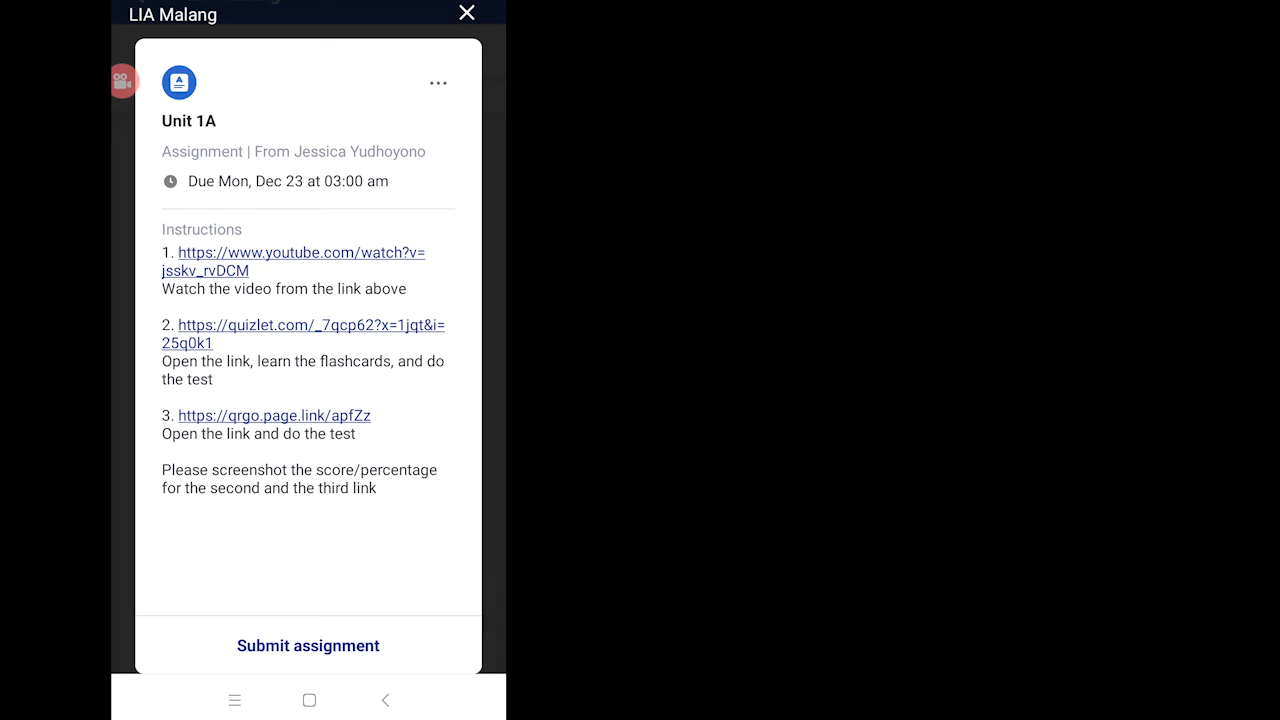 LIA Malang
Unit 1A
Assignment | From Jessica Yudhoyono
Due Mon, Dec 23 at 03:00 am
Instructions
1. https://www.youtube.com/watch?v=
jsskv_rvDCM
Watch the video from the link above
2. https://quizlet.com/_7qcp62?x=1jqt&i=
25q0k1
Open the link, learn the flashcards, and do
the test
3. https://qrgo.page.link/apfZz
Open the link and do the test
Please screenshot the score/percentage
for the second and the third link
Submit assignment